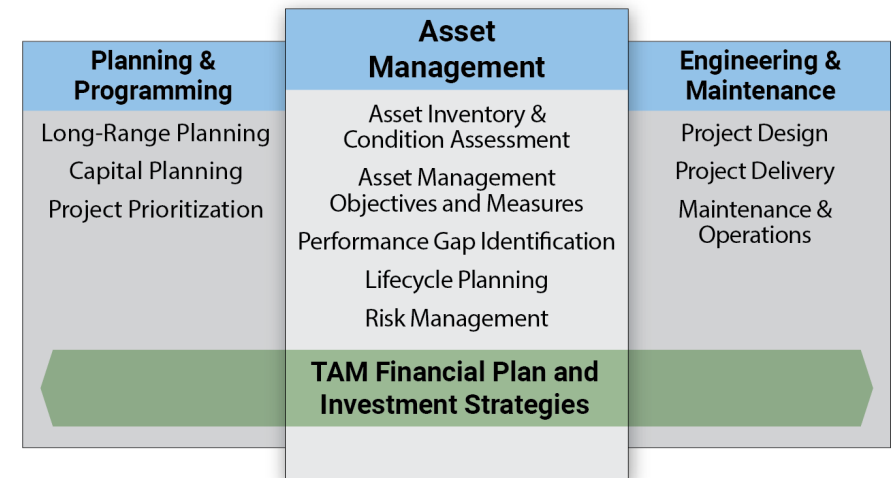 Planning &
Programming
Long-Range Planning
Capital Planning
Project Prioritization
Asset
Management
Asset Inventory &
Condition Assessment
Asset Management
Objectives and Measures
Performance Gap Identification
Lifecycle Planning
Risk Management
TAM Financial Plan and
Investment Strategies
Engineering &
Maintenance
Project Design
Project Delivery
Maintenance &
Operations